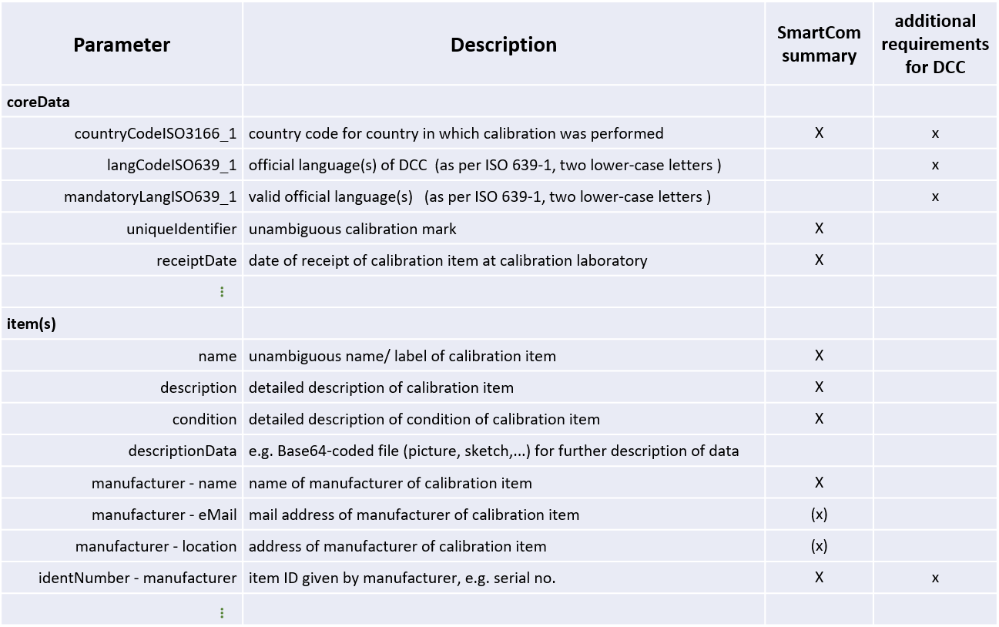 Parameter Description SmartCom summary additional requirements for DCC
coreData
countryCodeISO3166_1 country code for country in which calibration was performed X x
langCodeISO639_1 official language(s) of DCC (as per ISO 639-1, two lower-case letters ) x
mandatoryLangISO639_1 valid official language(s) (as per ISO 639-1, two lower-case letters ) x
uniqueIdentifier unambiguous calibration mark X
receiptDate date of receipt of calibration item at calibration laboratory X
⋮
item(s)
name unambiguous name/ label of calibration item X
description detailed description of calibration item X
condition detailed description of condition of calibration item X
descriptionData e.g. Base64-coded file (picture, sketch,...) for further description of data
manufacturer - name name of manufacturer of calibration item X
manufacturer - eMail mail address of manufacturer of calibration item (x)
manufacturer - location address of manufacturer of calibration item (x)
identNumber - manufacturer item ID given by manufacturer, e.g. serial no. X x
⋮